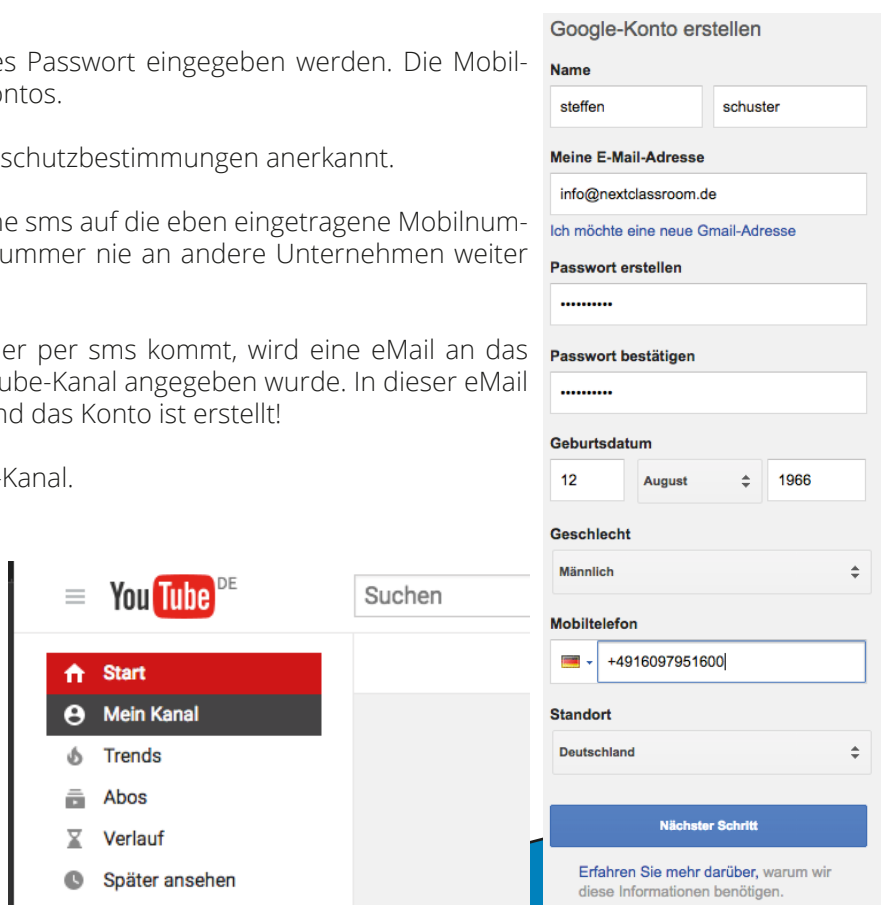 es Passwort eingegeben werden. Die Mobil-
ontos.
schutzbestimmungen anerkannt.
ne sms auf die eben eingetragene Mobilnum-
ummer nie an andere Unternehmen weiter
er per sms kommt, wird eine eMail an das
ube-Kanal angegeben wurde. In dieser eMail
nd das Konto ist erstellt!
-Kanal.
YouTube DE
Suchen
Start
Mein Kanal
Trends
Abos
Verlauf
Später ansehen
Google-Konto erstellen
Name
steffen schuster
Meine E-Mail-Adresse
info@nextclassroom.de
Ich möchte eine neue Gmail-Adresse
Passwort erstellen
••••••••••
Passwort bestätigen
••••••••••
Geburtsdatum
12 August 1966
Geschlecht
Männlich
Mobiltelefon
+4916097951600
Standort
Deutschland
Nächster Schritt
Erfahren Sie mehr darüber, warum wir
diese Informationen benötigen.